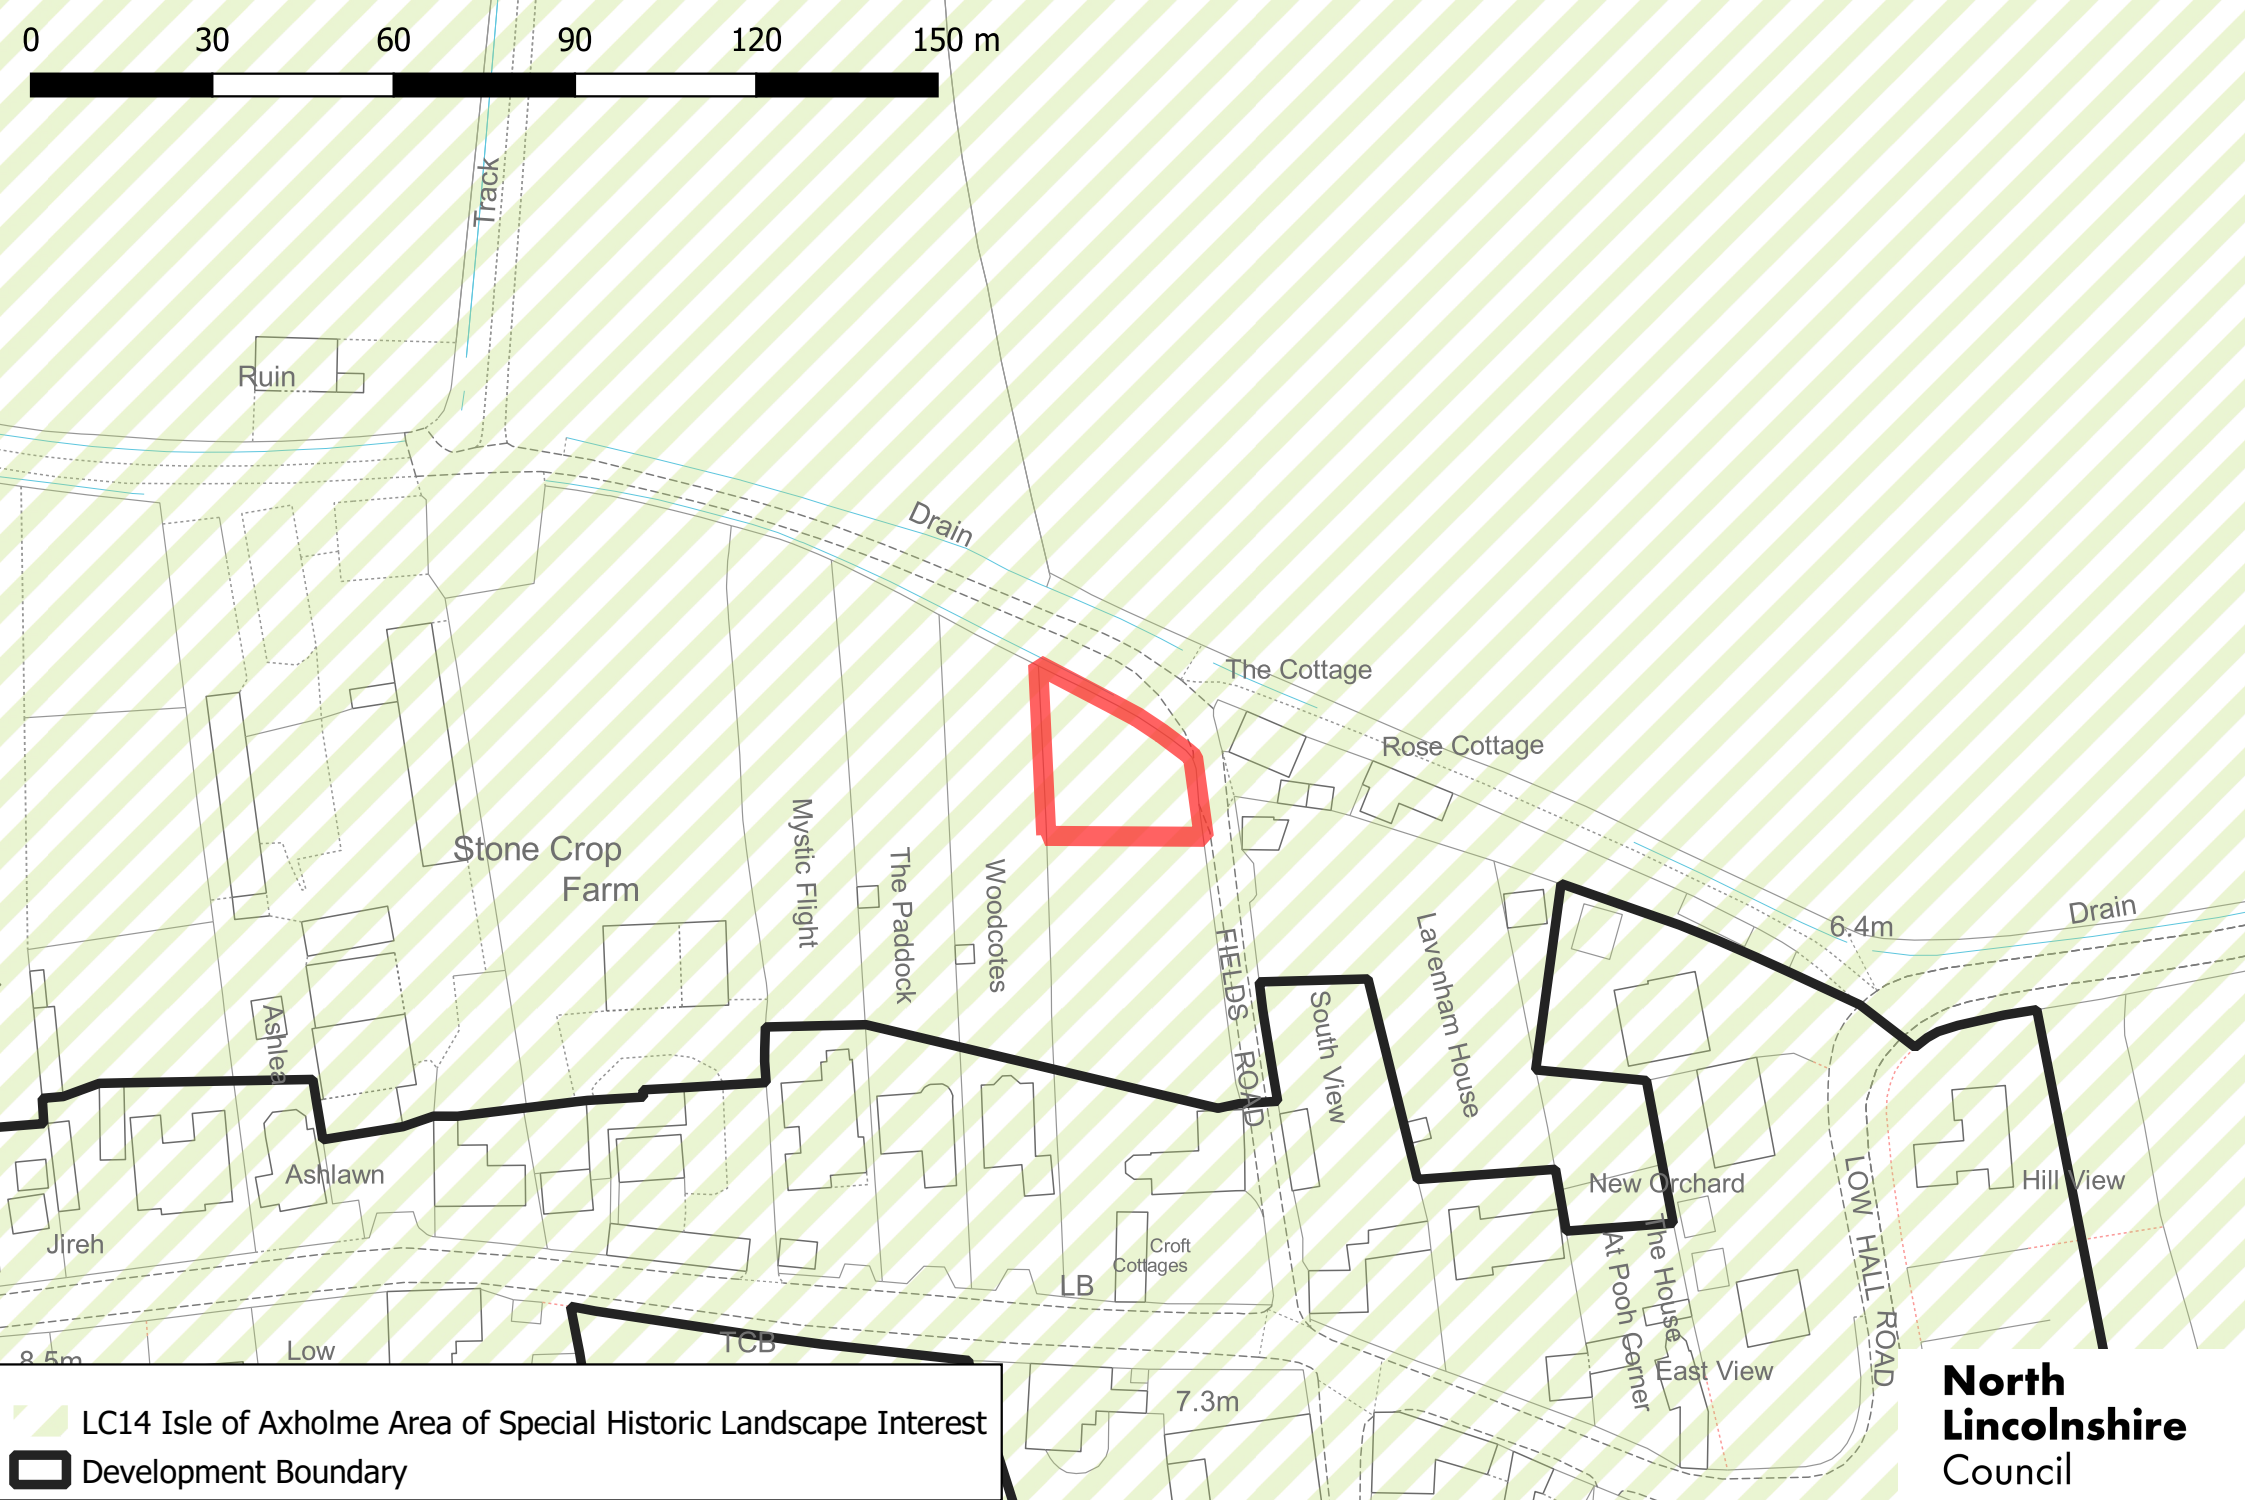 0 30 60 90 120 150 m
Track
Ruin
Drain
The Cottage
Rose Cottage
Stone Crop
Farm
Mystic Flight
The Paddock
Woodcotes
FIELDS ROAD
South View
Lavenham House
6.4m
Drain
Ashlea
Ashlawn
Jireh
New Orchard
Hill View
LOW HALL ROAD
The House
At Pooh Corner
East View
Croft
Cottages
LB
TCB
Low
8.5m
7.3m
LC14 Isle of Axholme Area of Special Historic Landscape Interest
Development Boundary
North
Lincolnshire
Council